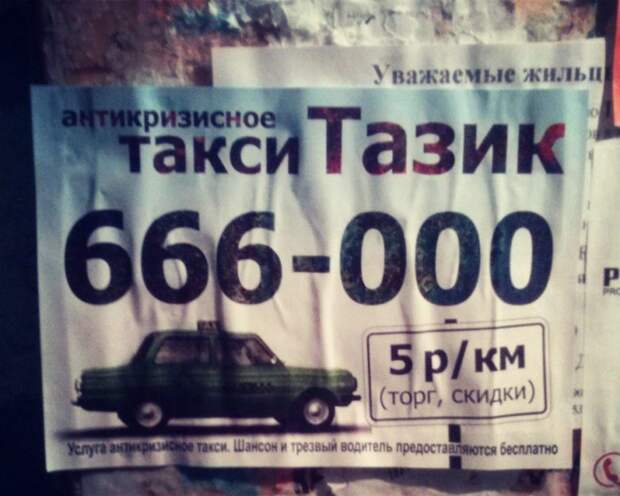 Уважаемые жильц
антикризисное
такси Тазик
666-000
5 р/км
(торг, скидки)
Услуга антикризисное такси. Шансон и трезвый водитель предоставляются бесплатно